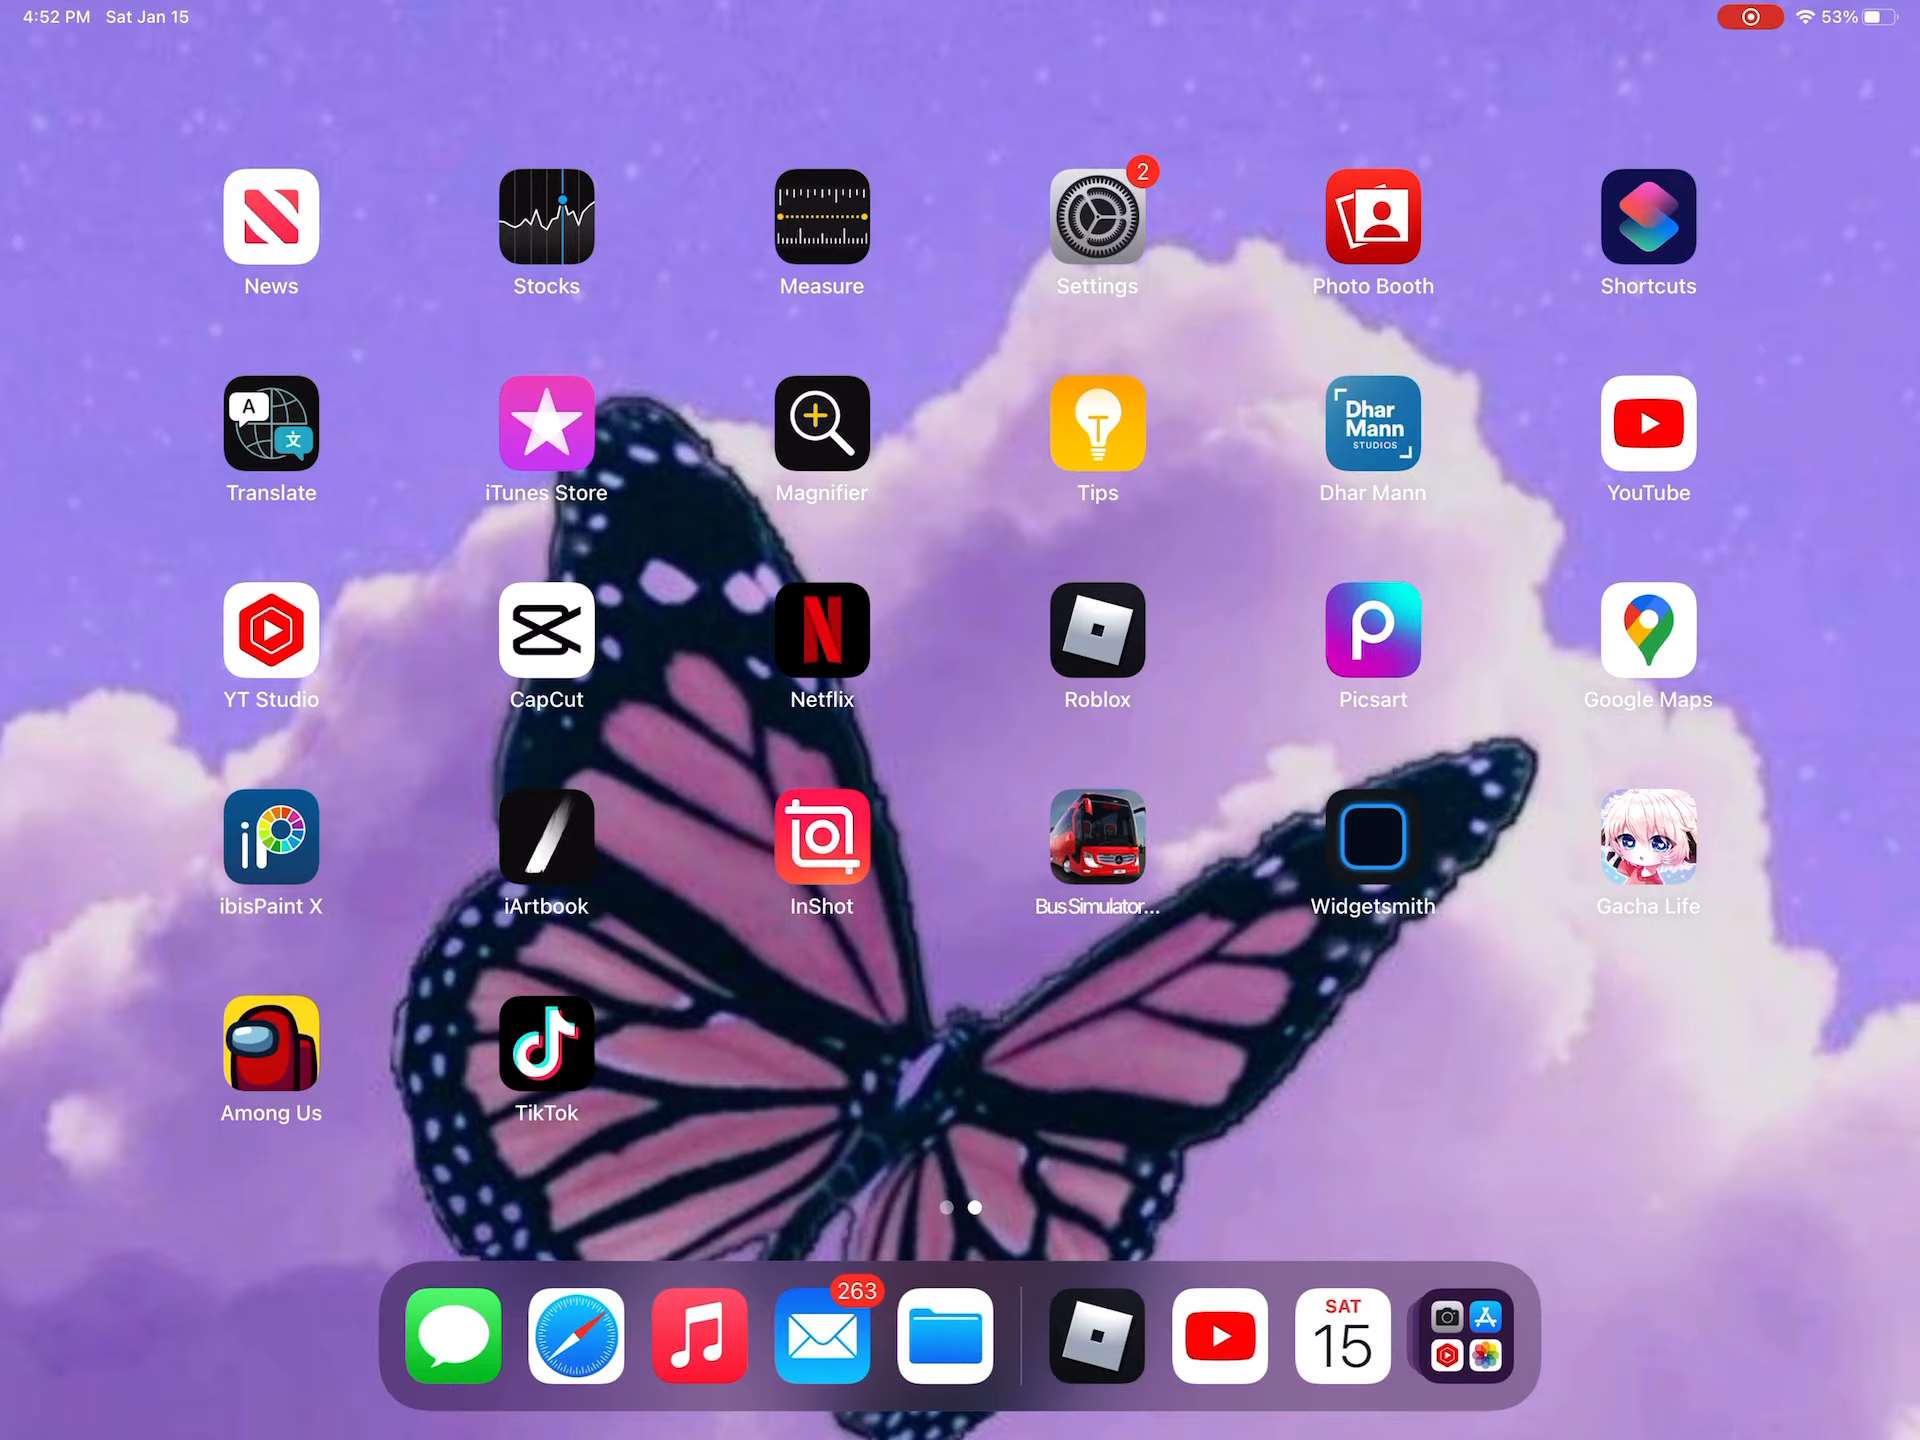 4:52 PM Sat Jan 15
53%
2
News
Stocks
Measure
Settings
Photo Booth
Shortcuts
A
文
T
Dhar
Mann
STUDIOS
Translate
iTunes Store
Magnifier
Tips
Dhar Mann
YouTube
N
P
YT Studio
CapCut
Netflix
Roblox
Picsart
Google Maps
iP
ibisPaint X
iArtbook
InShot
Bus Simulator...
Widgetsmith
Gacha Life
Among Us
TikTok
263
SAT
15